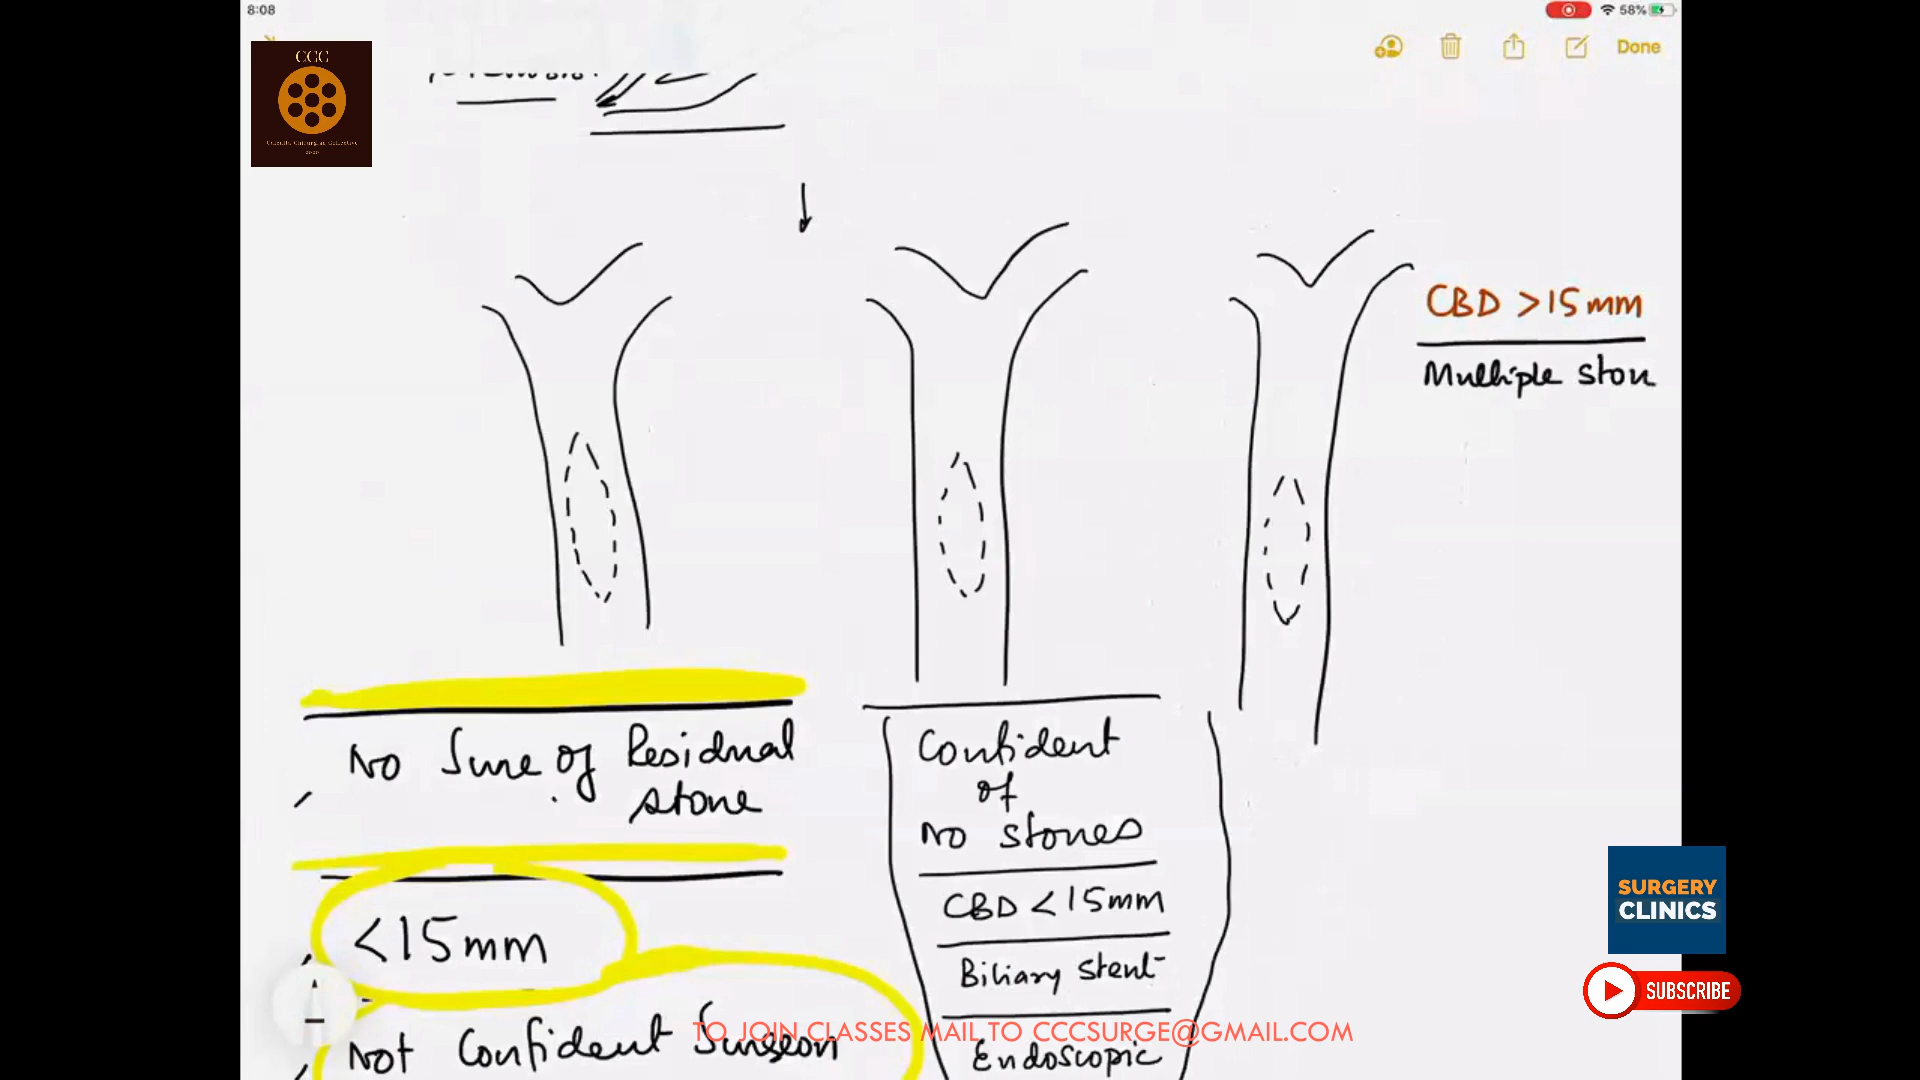 8:08
58%
Done
CCC
2020
CBD >15mm
Multiple ston
No Sure of Residual
stone
<15mm
Not Confident Surgeon
Confident
of
No stones
CBD <15mm
Biliary stent
Endoscopic
SURGERY
CLINICS
SUBSCRIBE
TO JOIN CLASSES MAIL TO CCCSURGE@GMAIL.COM